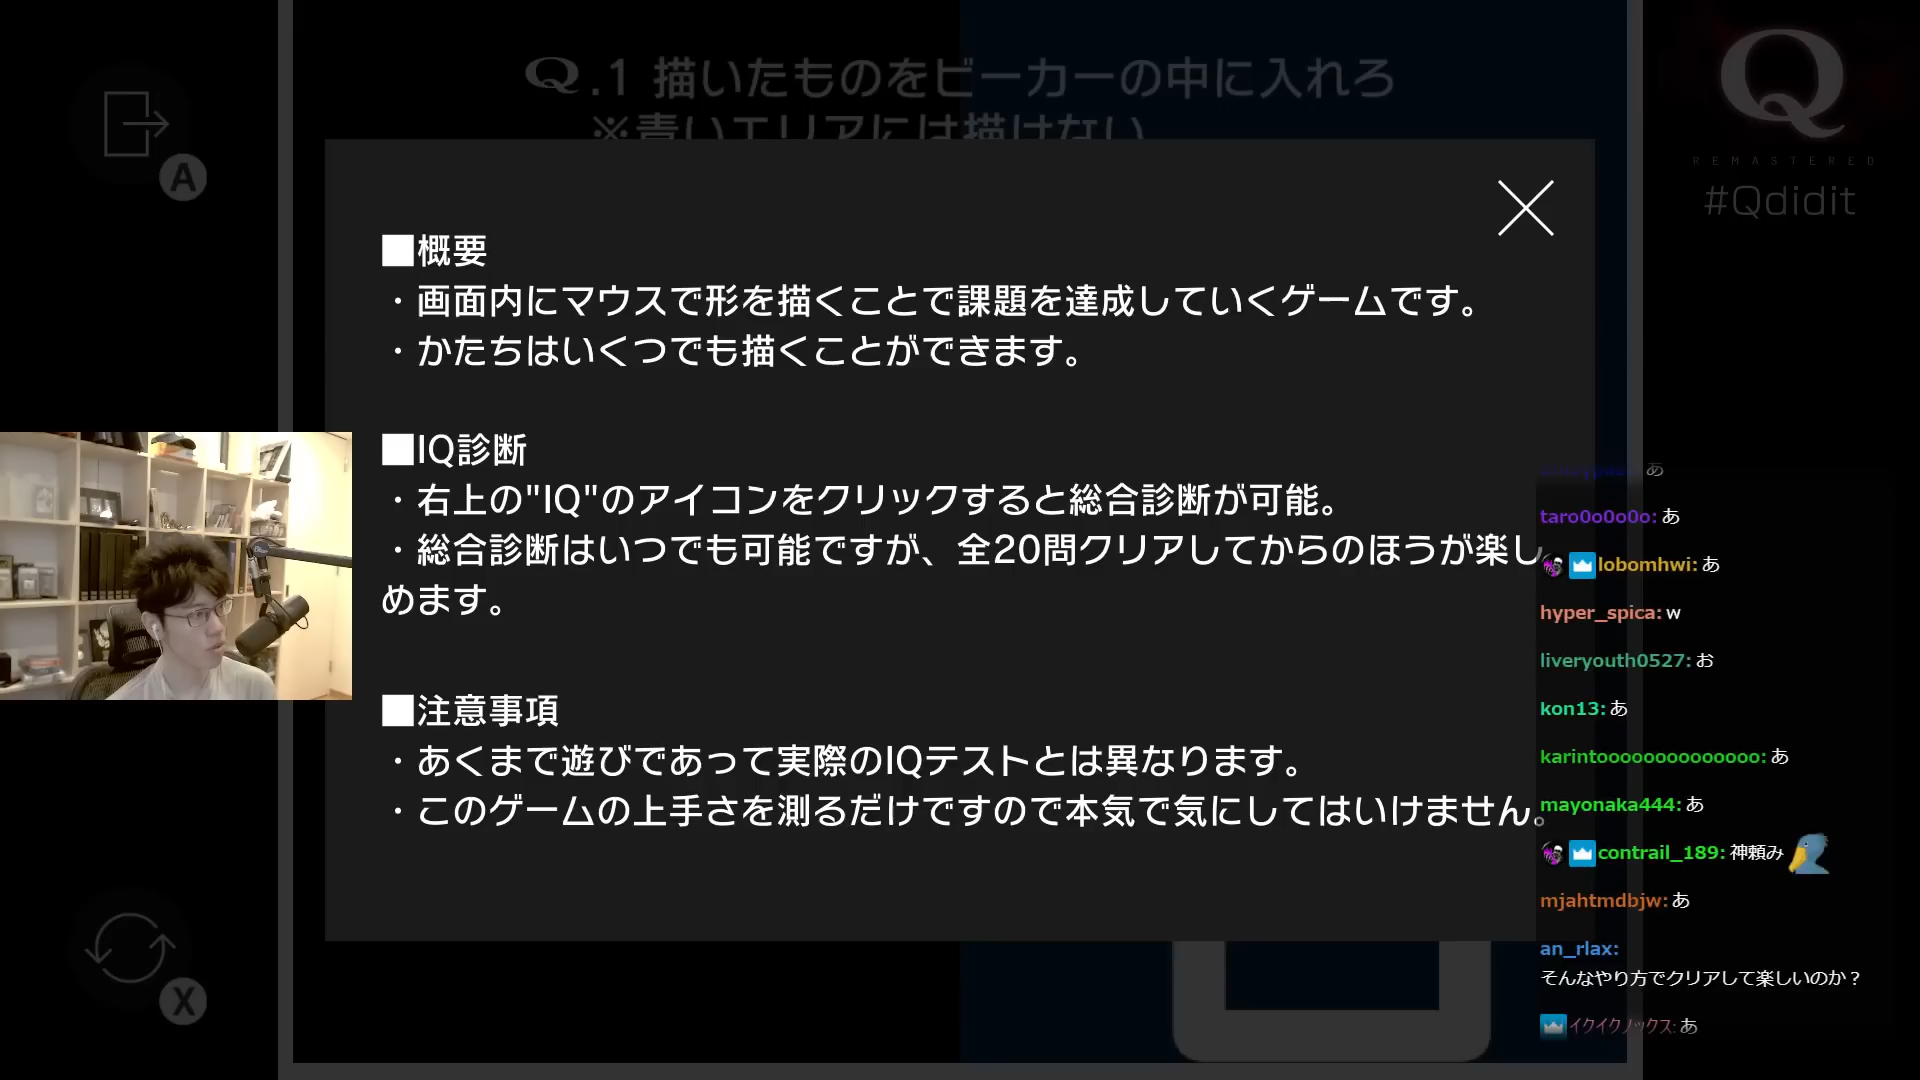 Q.1 描いたものをビーカーの中に入れろ
※青いエリアには描けない
A
Q
REMASTERED
#Qdidit
■概要
・画面内にマウスで形を描くことで課題を達成していくゲームです。
・かたちはいくつでも描くことができます。
■IQ診断
・右上の"IQ"のアイコンをクリックすると総合診断が可能。
・総合診断はいつでも可能ですが、全20問クリアしてからのほうが楽し
めます。
■注意事項
・あくまで遊びであって実際のIQテストとは異なります。
・このゲームの上手さを測るだけですので本気で気にしてはいけません。
X
あ
taro0o0o0o: あ
lobomhwi: あ
hyper_spica: w
liveryouth0527: お
kon13: あ
karintoooooooooooooo: あ
mayonaka444: あ
contrail_189: 神頼み
mjahtmdbjw: あ
an_rlax:
そんなやり方でクリアして楽しいのか？
イクイクノックス: あ